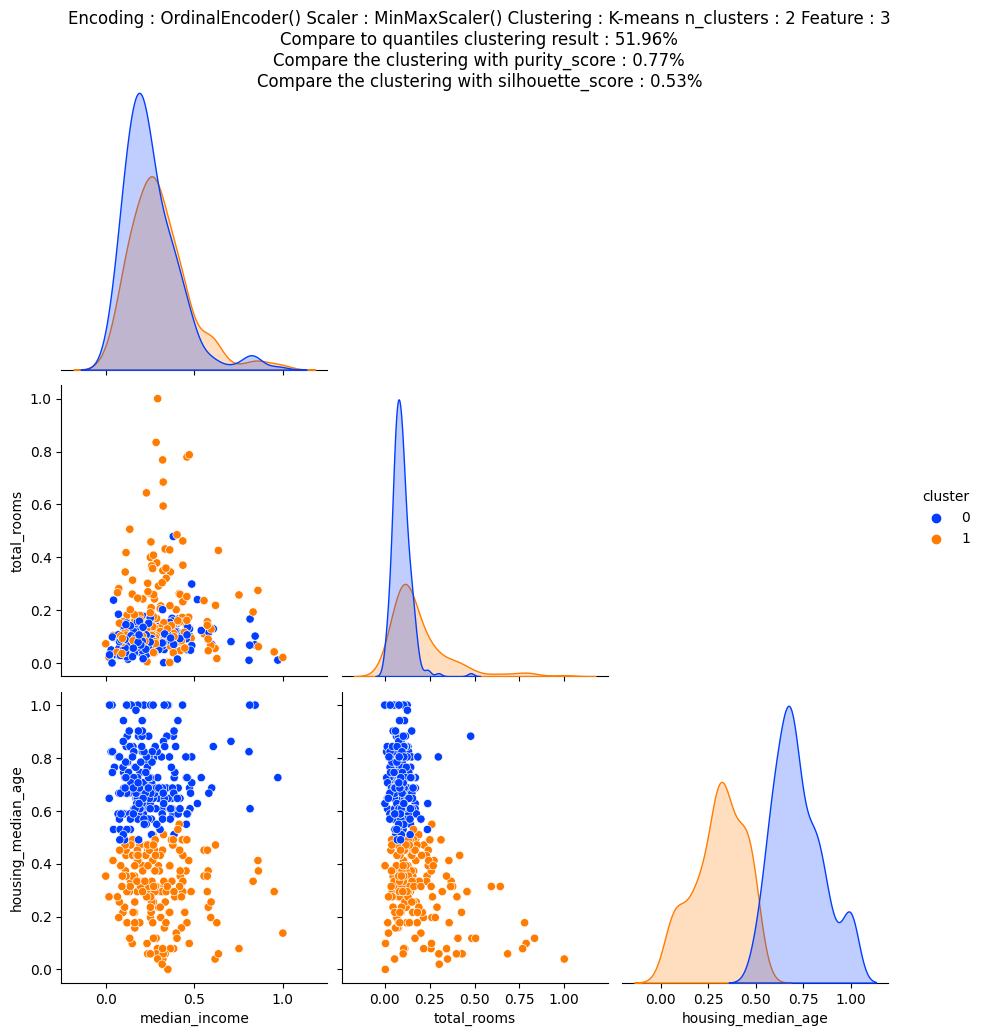 Encoding : OrdinalEncoder() Scaler : MinMaxScaler() Clustering : K-means n_clusters : 2 Feature : 3
Compare to quantiles clustering result : 51.96%
Compare the clustering with purity_score : 0.77%
Compare the clustering with silhouette_score : 0.53%
1.0
0.8
0.6
0.4
0.2
0.0
total_rooms
cluster
0
1
1.0
0.8
0.6
0.4
0.2
0.0
housing_median_age
0.0 0.5 1.0
median_income
0.00 0.25 0.50 0.75 1.00
total_rooms
0.00 0.25 0.50 0.75 1.00
housing_median_age